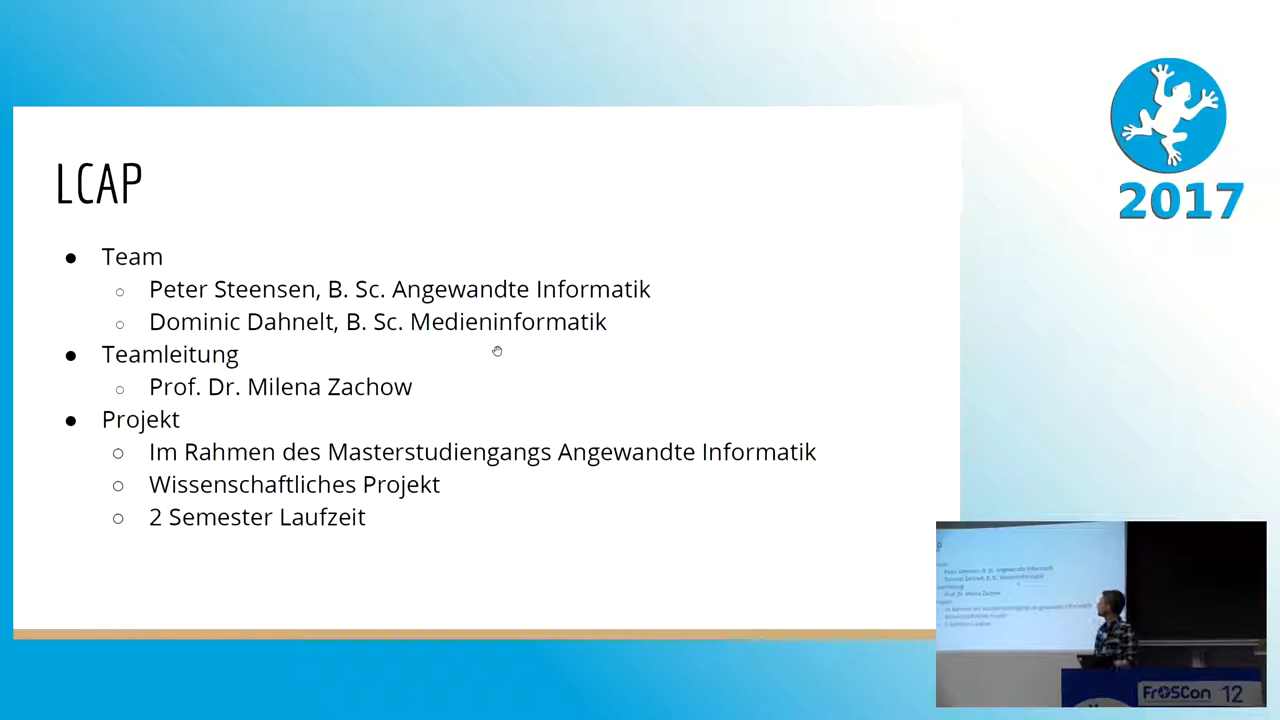 LCAP
● Team
○ Peter Steensen, B. Sc. Angewandte Informatik
○ Dominic Dahnelt, B. Sc. Medieninformatik
● Teamleitung
○ Prof. Dr. Milena Zachow
● Projekt
○ Im Rahmen des Masterstudiengangs Angewandte Informatik
○ Wissenschaftliches Projekt
○ 2 Semester Laufzeit
2017
FrOSCon 12